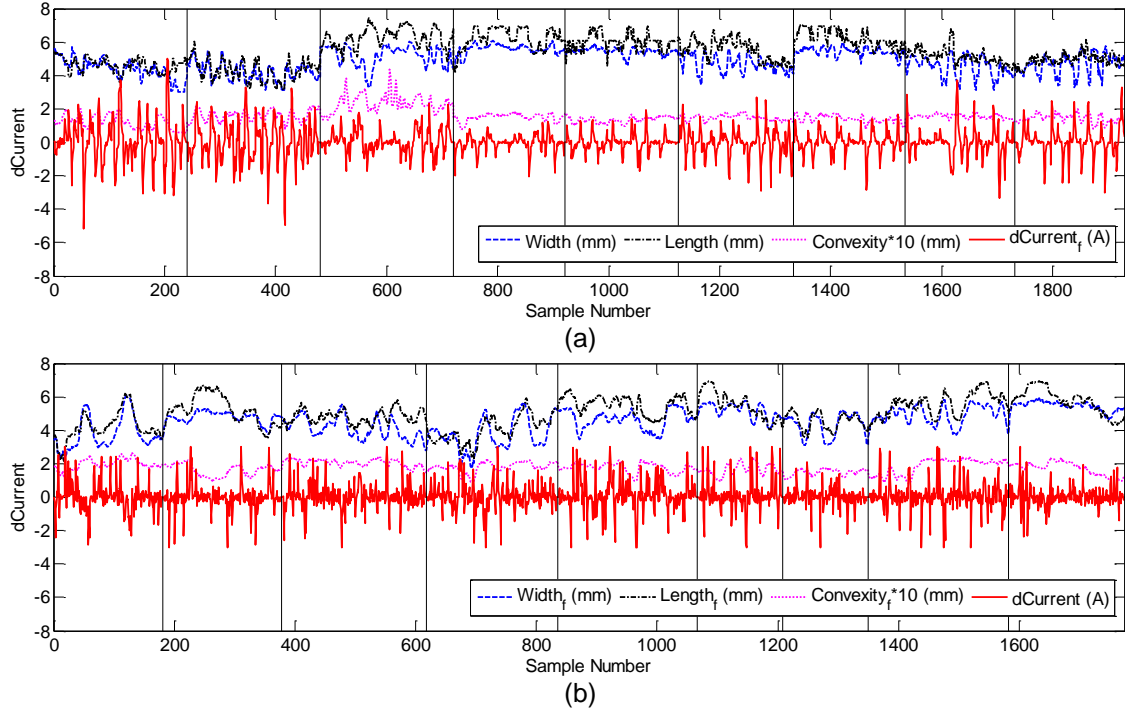 8
6
4
2
0
-2
-4
-6
-8
dCurrent
Width (mm) Length (mm) Convexity*10 (mm) dCurrent_f (A)
0 200 400 600 800 1000 1200 1400 1600 1800
Sample Number
(a)
8
6
4
2
0
-2
-4
-6
-8
dCurrent
Width_f (mm) Length_f (mm) Convexity_f*10 (mm) dCurrent (A)
0 200 400 600 800 1000 1200 1400 1600
Sample Number
(b)